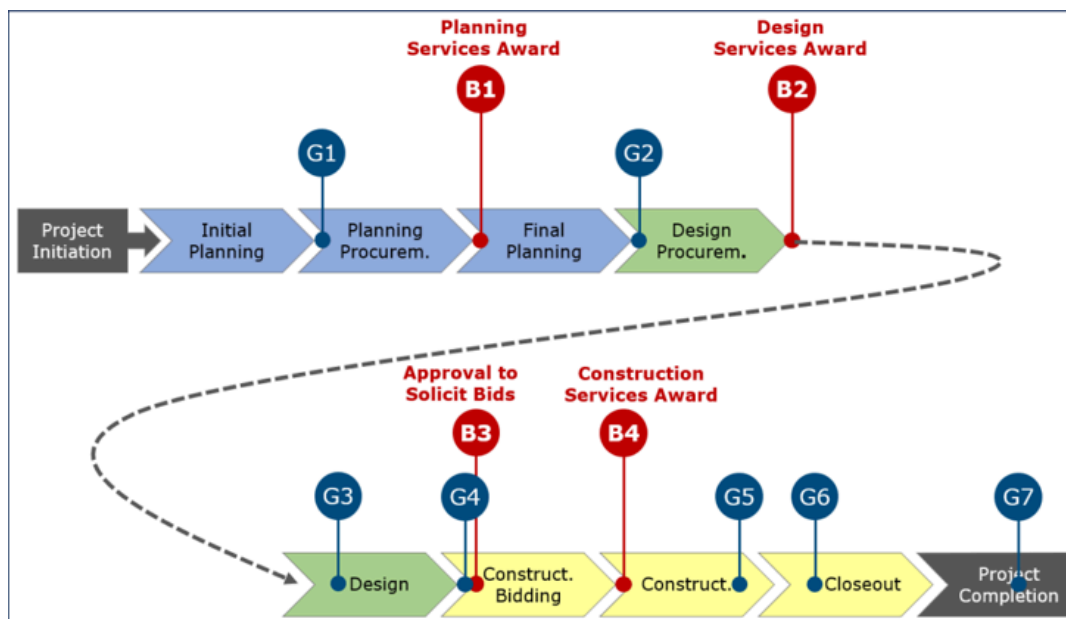 Planning
Services Award
Design
Services Award
B1
B2
G1
G2
Project
Initiation
Initial
Planning
Planning
Procurem.
Final
Planning
Design
Procurem.
Approval to
Solicit Bids
Construction
Services Award
B3
B4
G3
G4
G5
G6
G7
Design
Construct.
Bidding
Construct.
Closeout
Project
Completion